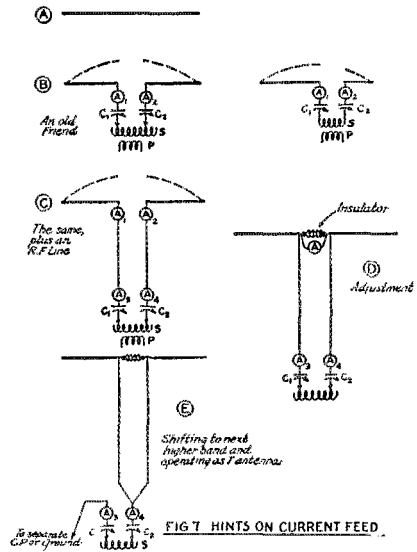 A
B
A1 A2
C1 C2
S
P
An old
Friend
A1 A2
C1 C2
S
P
C
A1 A2
The same,
plus an
R.F Line
A3 A4
C1 C2
S
P
Insulator
A
D
Adjustment
A3 A4
C1 C2
E
Shifting to next
higher band and
operating as T antennas
A3 A4
C C2
S
To separate
C.P or Ground
FIG 7 HINTS ON CURRENT FEED